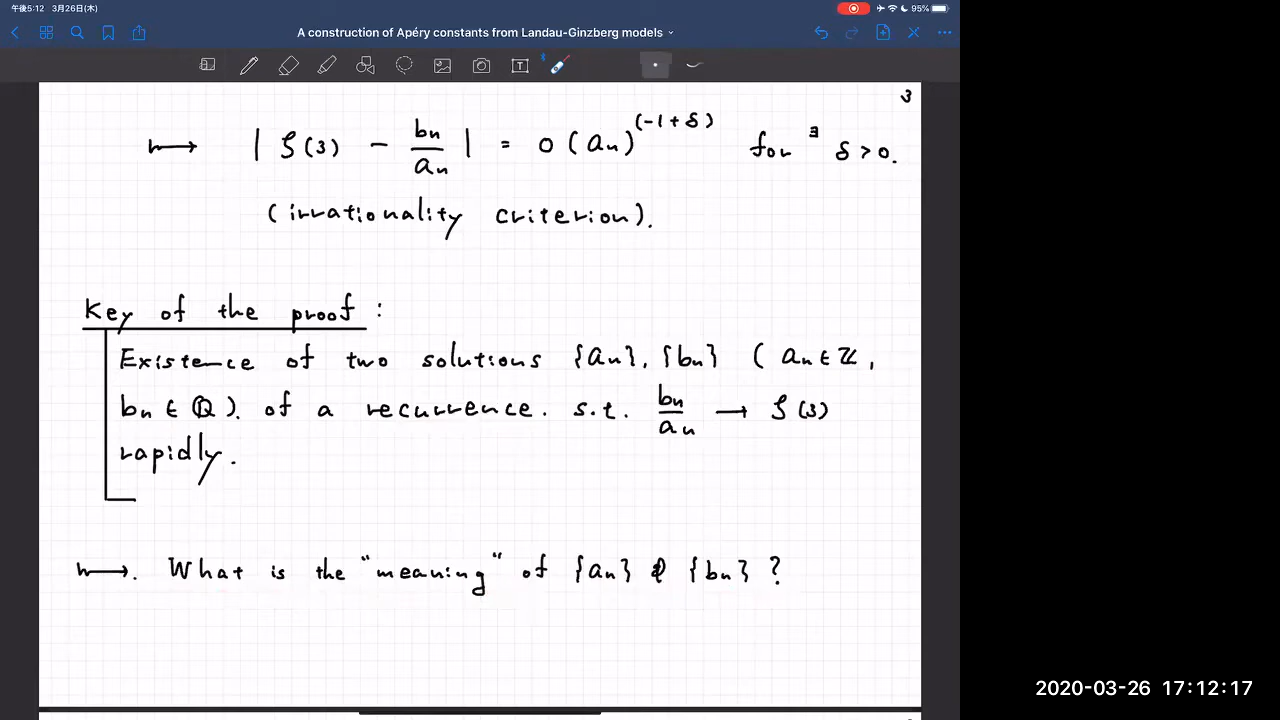 午後5:12 3月26日(木)
95%
A construction of Apéry constants from Landau-Ginzberg models
3
⟼ | ζ(3) − bn/an | = O(an)^(-1+δ) for ∃ δ>0.
(irrationality criterion).
Key of the proof :
Existence of two solutions {an}, {bn} (an∈ℤ,
bn∈ℚ). of a recurrence. s.t. bn/an → ζ(3)
rapidly.
⟼. What is the "meaning" of {an} & {bn} ?
2020-03-26 17:12:17